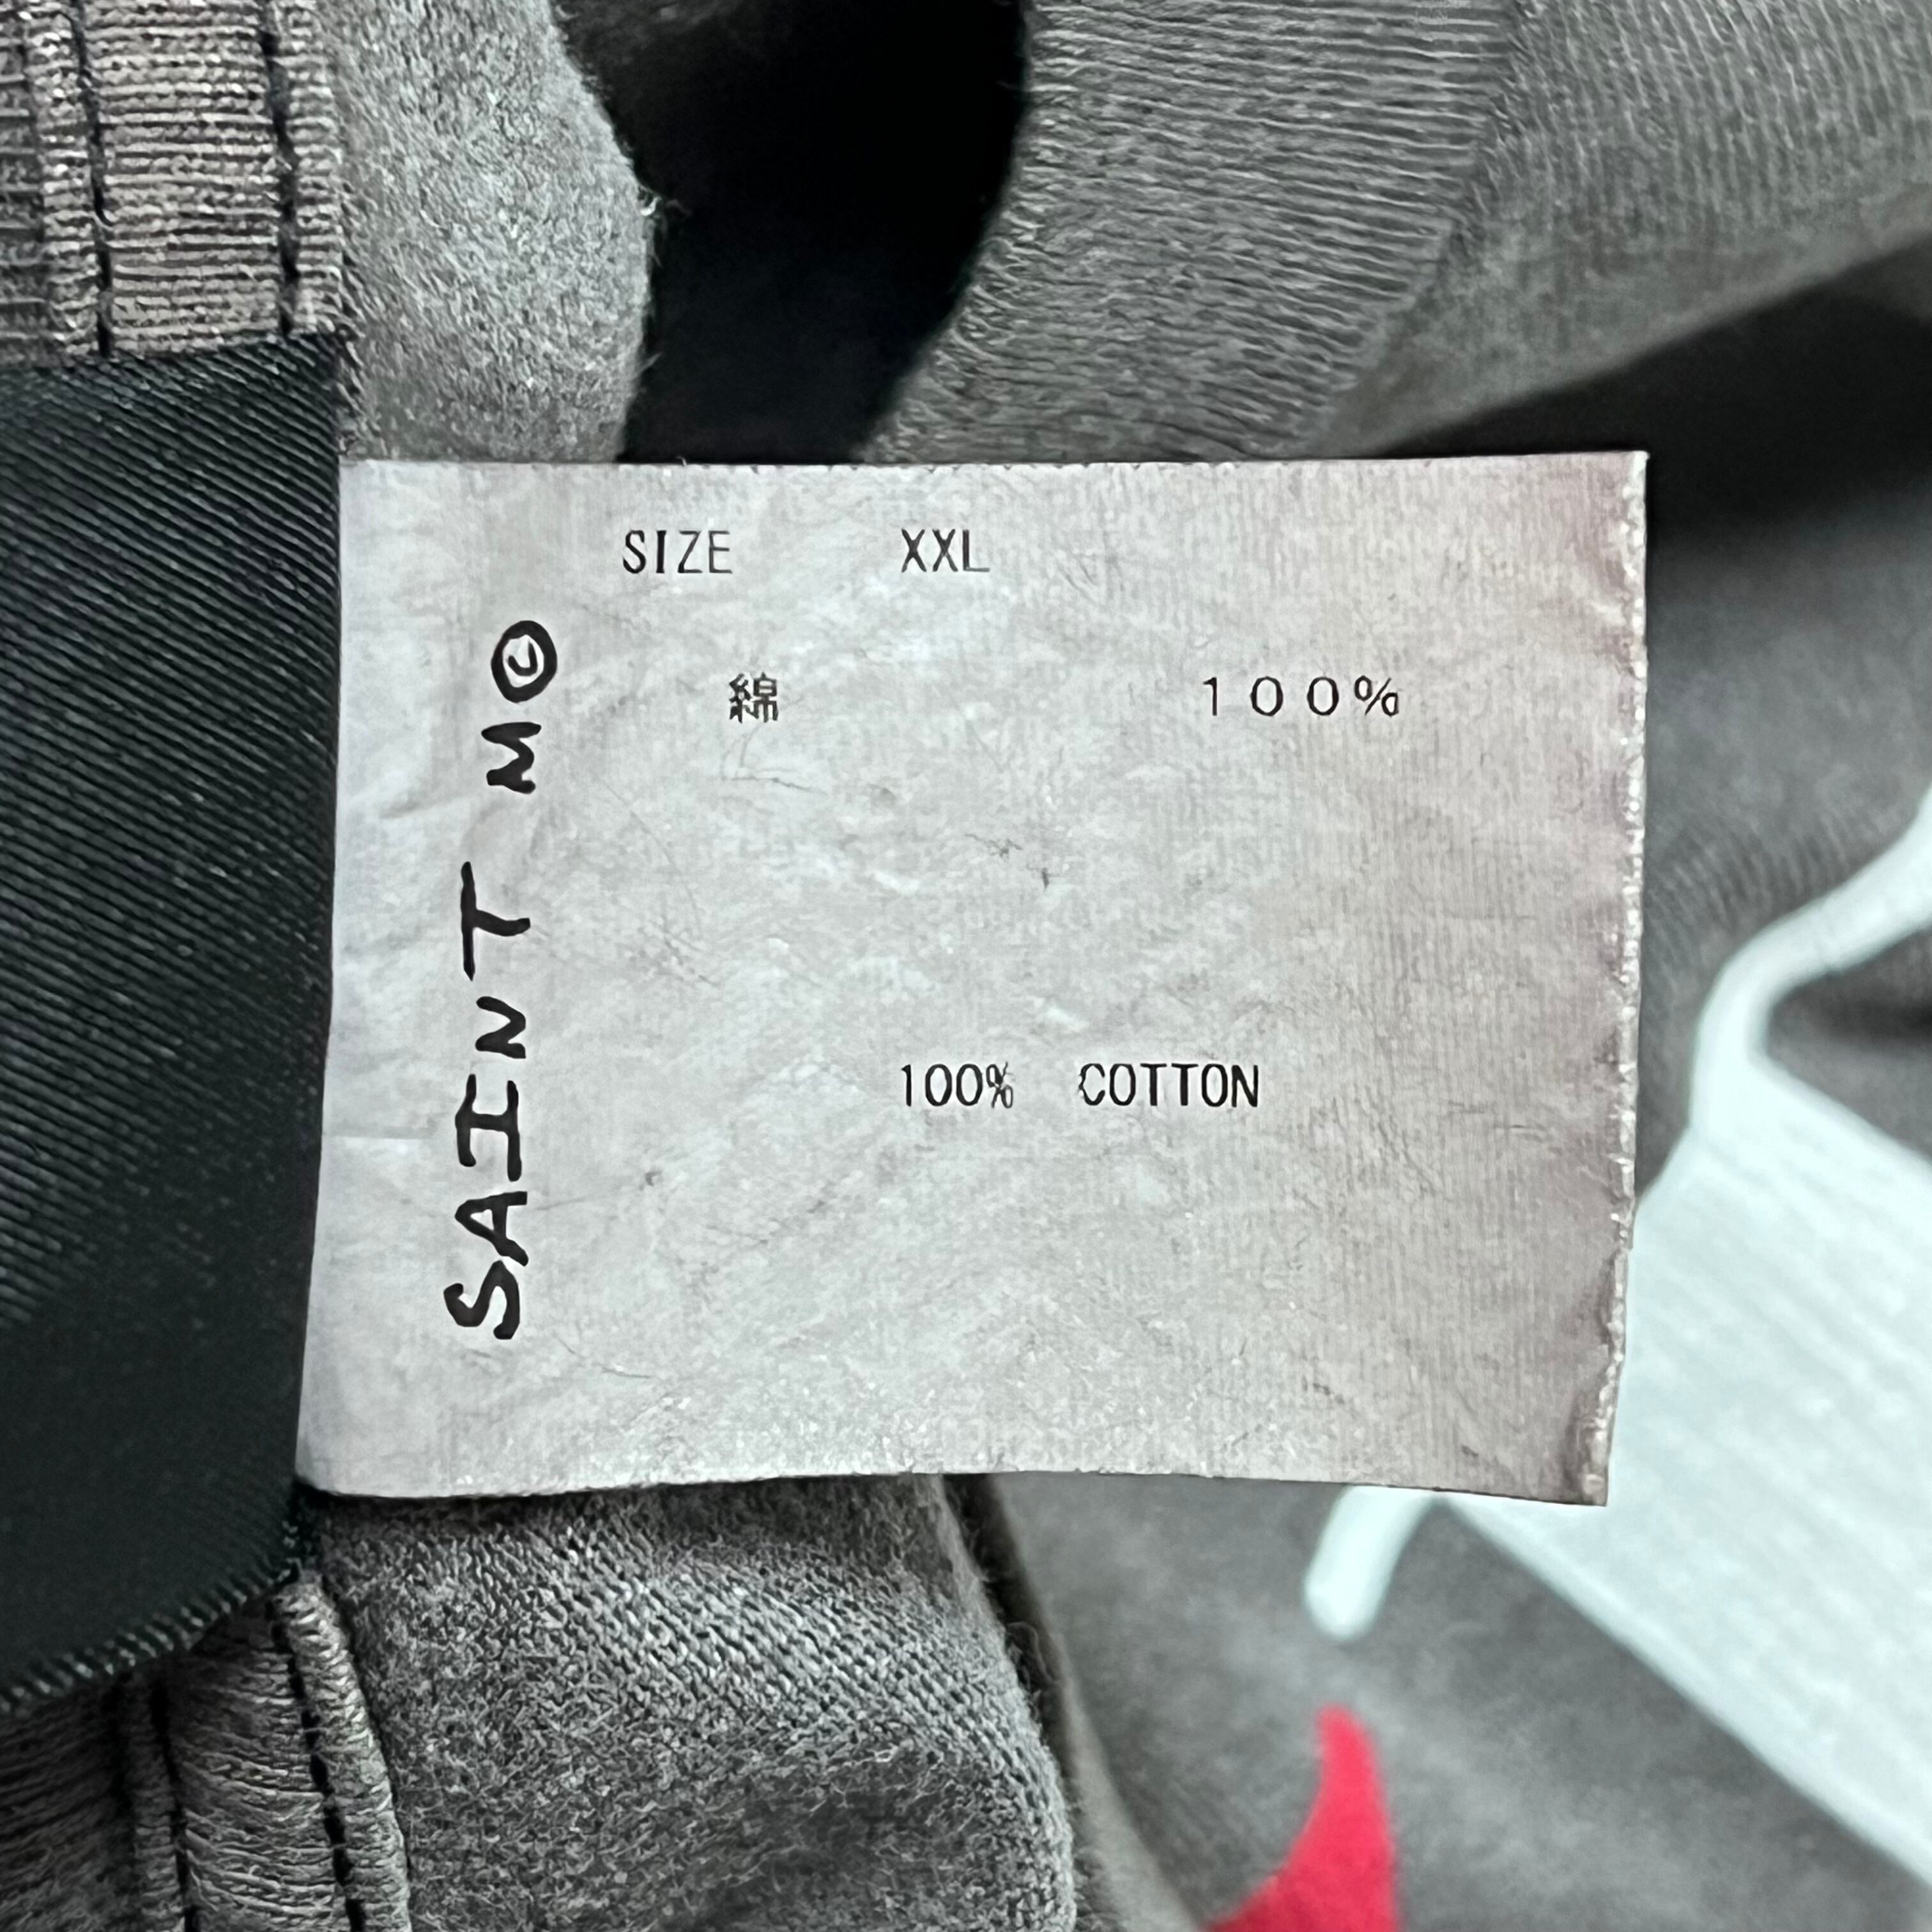 SIZE XXL
綿 100%
100% COTTON
SAINT M©